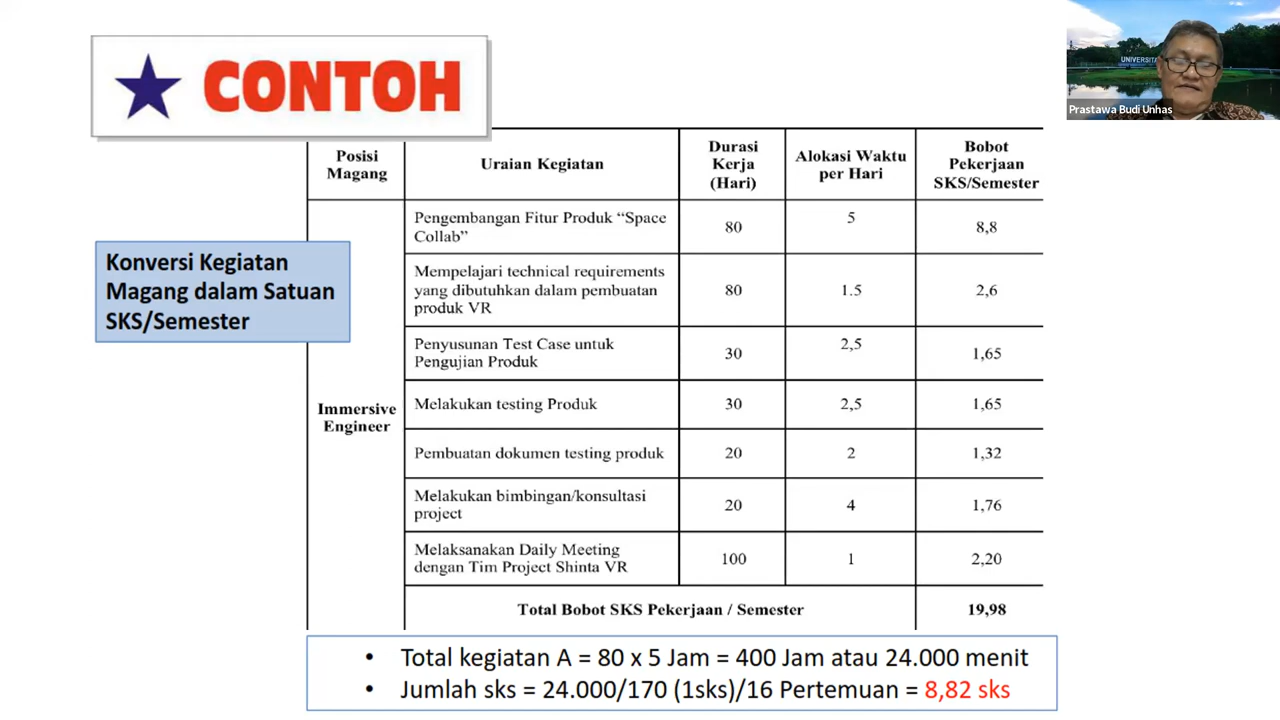 CONTOH
UNIVERSITA
Prastawa Budi Unhas
Konversi Kegiatan
Magang dalam Satuan
SKS/Semester
Posisi
Magang
Uraian Kegiatan
Durasi
Kerja
(Hari)
Alokasi Waktu
per Hari
Bobot
Pekerjaan
SKS/Semester
Immersive
Engineer
Pengembangan Fitur Produk “Space
Collab”
80
5
8,8
Mempelajari technical requirements
yang dibutuhkan dalam pembuatan
produk VR
80
1.5
2,6
Penyusunan Test Case untuk
Pengujian Produk
30
2,5
1,65
Melakukan testing Produk
30
2,5
1,65
Pembuatan dokumen testing produk
20
2
1,32
Melakukan bimbingan/konsultasi
project
20
4
1,76
Melaksanakan Daily Meeting
dengan Tim Project Shinta VR
100
1
2,20
Total Bobot SKS Pekerjaan / Semester
19,98
• Total kegiatan A = 80 x 5 Jam = 400 Jam atau 24.000 menit
• Jumlah sks = 24.000/170 (1sks)/16 Pertemuan = 8,82 sks